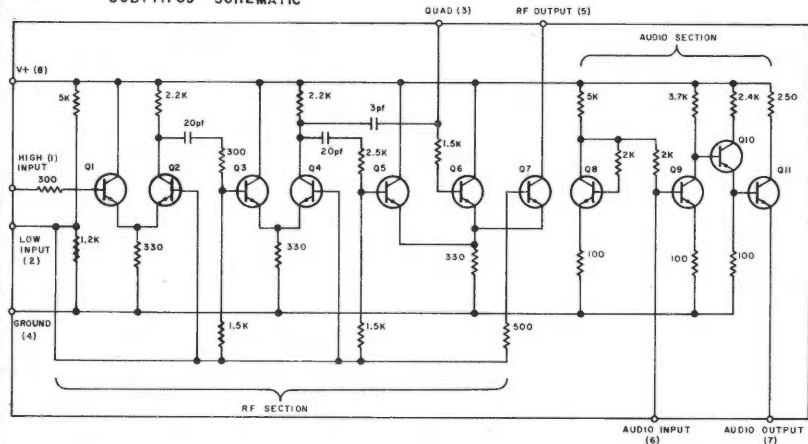 SCHEMATIC
QUAD (3)
RF OUTPUT (5)
AUDIO SECTION
V+ (8)
5K
2.2K
2.2K
5K
3.7K
2.4K
250
20pf
3pf
300
20pf
2.5K
1.5K
2K
2K
Q10
HIGH (1)
INPUT
300
Q1
Q2
Q3
Q4
Q5
Q6
Q7
Q8
Q9
Q11
LOW
INPUT
(2)
1.2K
330
330
330
100
100
100
GROUND
(4)
1.5K
1.5K
500
RF SECTION
AUDIO INPUT
(6)
AUDIO OUTPUT
(7)